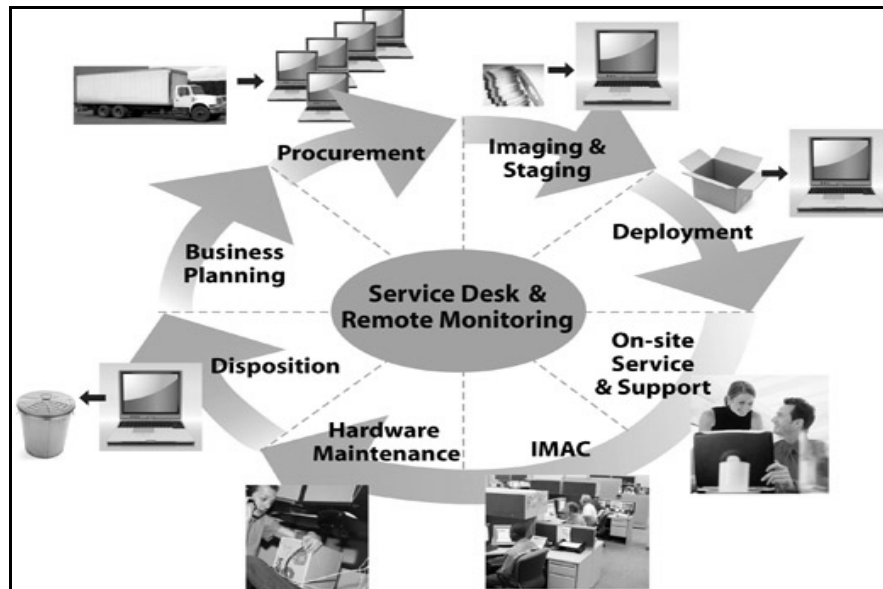 Procurement
Imaging &
Staging
Deployment
Business
Planning
Service Desk &
Remote Monitoring
On-site
Service
& Support
Disposition
Hardware
Maintenance
IMAC